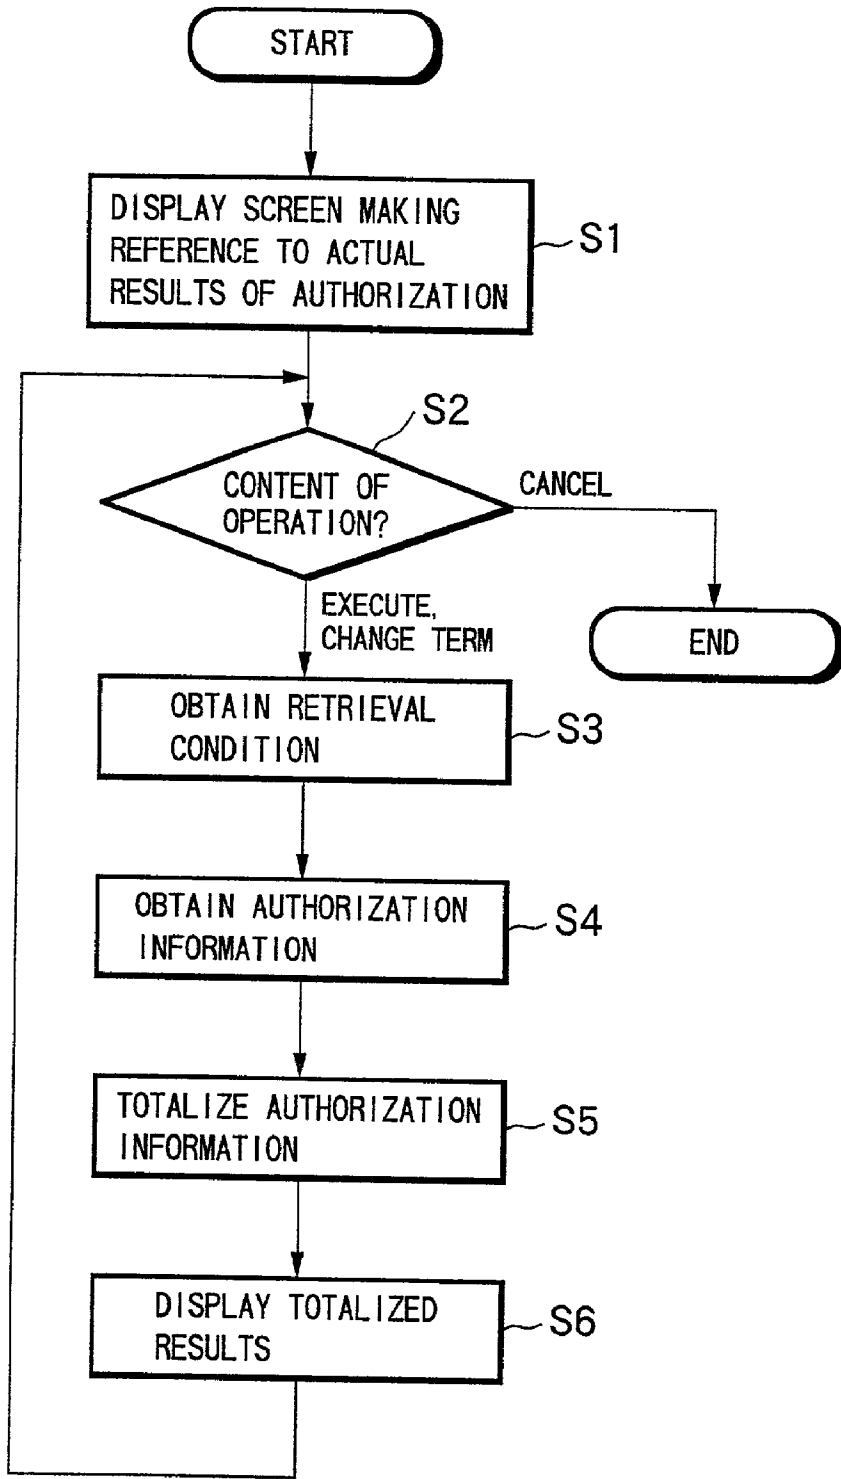 START
DISPLAY SCREEN MAKING
REFERENCE TO ACTUAL
RESULTS OF AUTHORIZATION
S1
S2
CONTENT OF
OPERATION?
CANCEL
EXECUTE,
CHANGE TERM
END
OBTAIN RETRIEVAL
CONDITION
S3
OBTAIN AUTHORIZATION
INFORMATION
S4
TOTALIZE AUTHORIZATION
INFORMATION
S5
DISPLAY TOTALIZED
RESULTS
S6